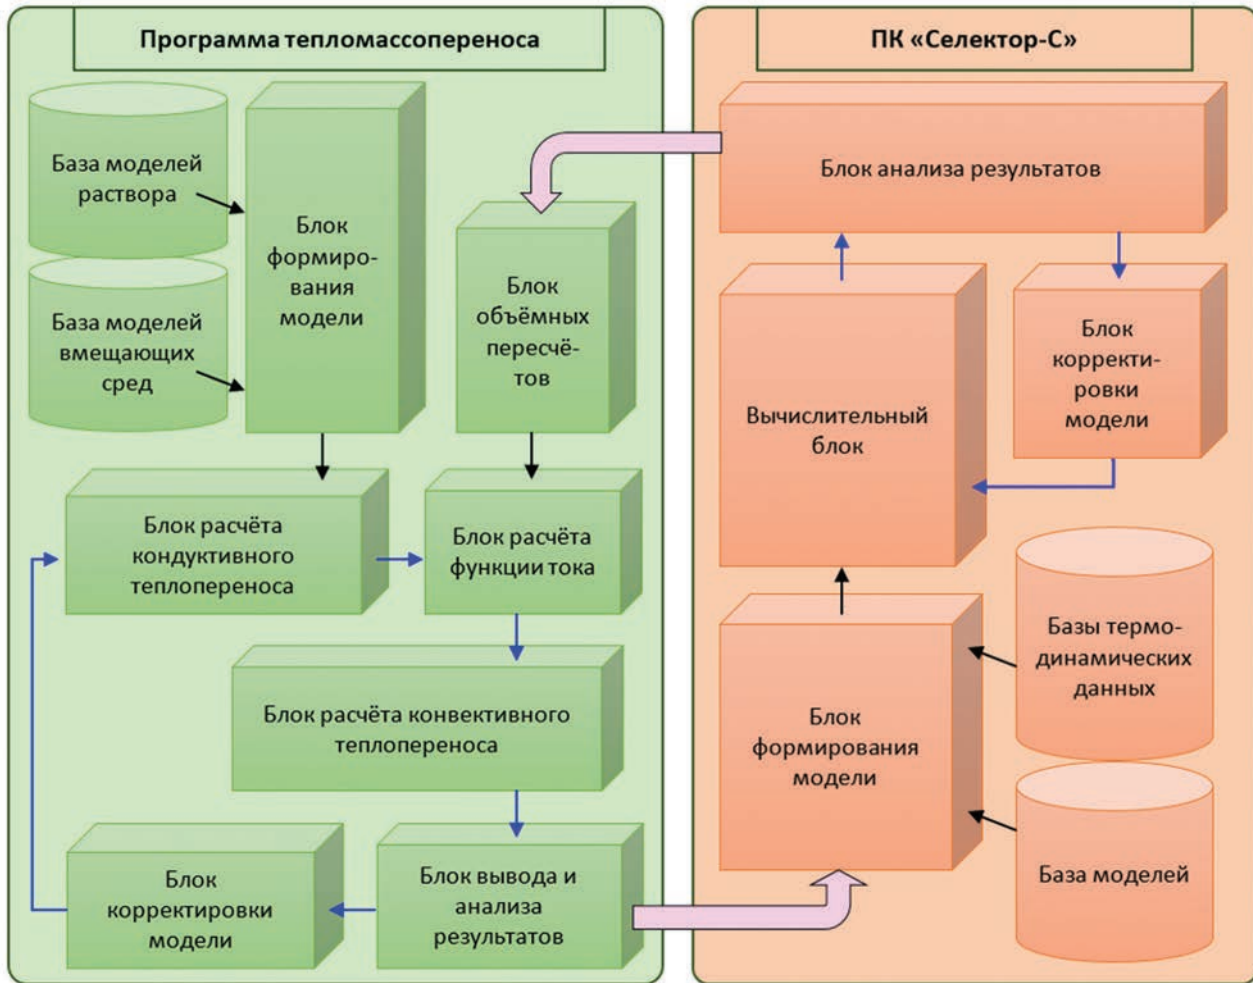 Программа тепломассопереноса
База моделей
раствора
База моделей
вмещающих
сред
Блок
формиро-
вания
модели
Блок
объёмных
пересчё-
тов
Блок расчёта
кондуктивного
теплопереноса
Блок расчёта
функции тока
Блок расчёта конвективного
теплопереноса
Блок
корректировки
модели
Блок вывода и
анализа
результатов
ПК «Селектор-С»
Блок анализа результатов
Вычислительный
блок
Блок
корректи-
ровки
модели
Блок
формирования
модели
Базы термо-
динамических
данных
База моделей